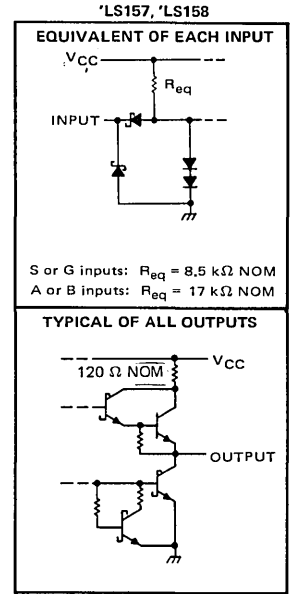 'LS157, 'LS158
EQUIVALENT OF EACH INPUT
VCC
Req
INPUT
S or G inputs: Req = 8.5 kΩ NOM
A or B inputs: Req = 17 kΩ NOM
TYPICAL OF ALL OUTPUTS
VCC
120 Ω NOM
OUTPUT